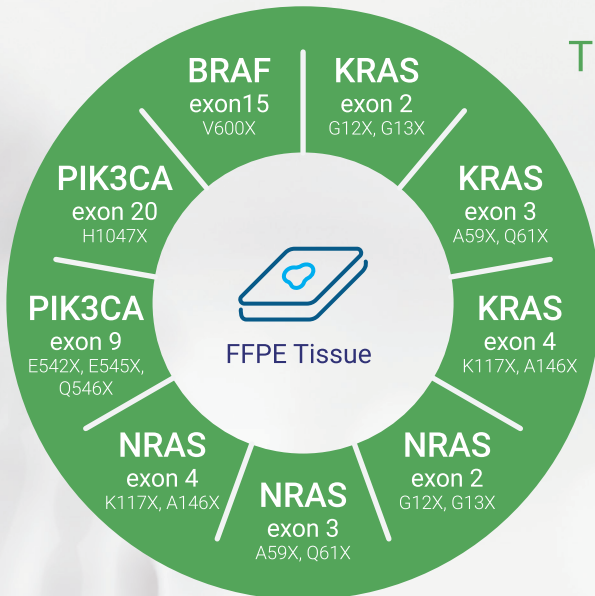 T
BRAF
exon15
V600X
KRAS
exon 2
G12X, G13X
KRAS
exon 3
A59X, Q61X
KRAS
exon 4
K117X, A146X
NRAS
exon 2
G12X, G13X
NRAS
exon 3
A59X, Q61X
NRAS
exon 4
K117X, A146X
PIK3CA
exon 9
E542X, E545X,
Q546X
PIK3CA
exon 20
H1047X
FFPE Tissue